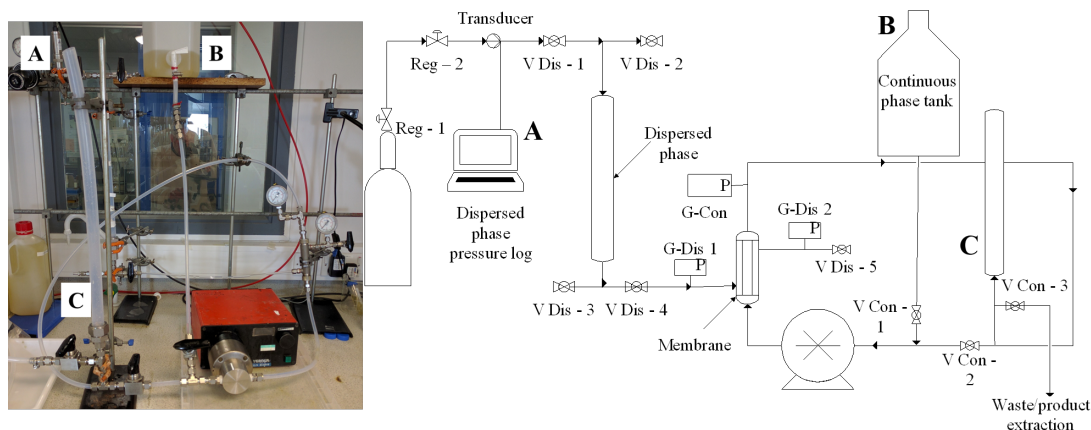 A
B
C
Transducer
Reg – 2
V Dis - 1
V Dis - 2
Reg - 1
A
Dispersed
phase
pressure log
Dispersed
phase
P
G-Con
G-Dis 1
P
G-Dis 2
P
V Dis - 5
V Dis - 3
V Dis - 4
Membrane
B
Continuous
phase tank
C
V Con - 3
V Con -
1
V Con -
2
Waste/product
extraction